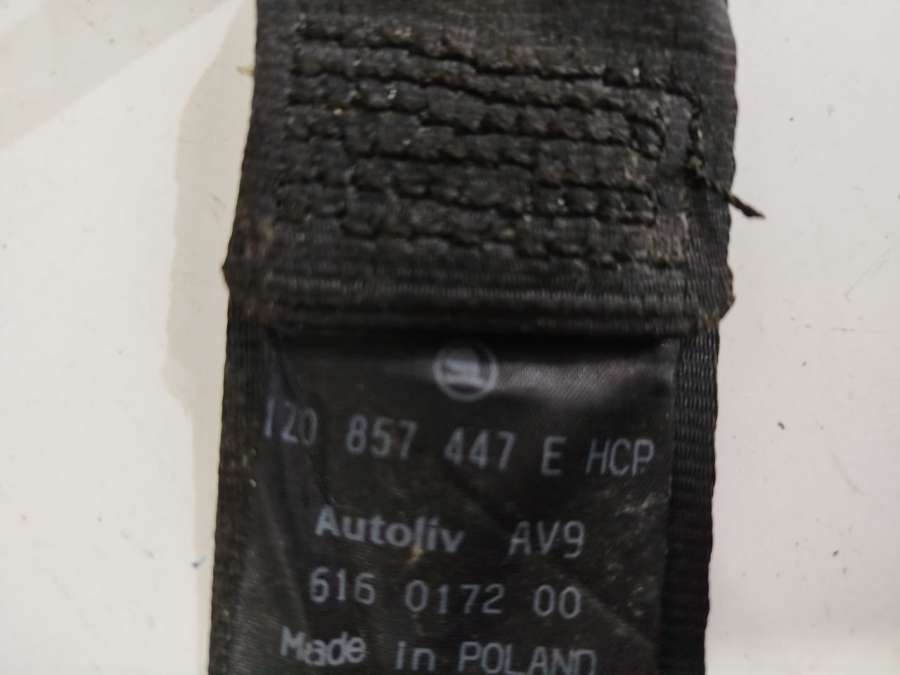 1Z0 857 447 E HCP
Autoliv AV9
616 0172 00
Made in POLAND